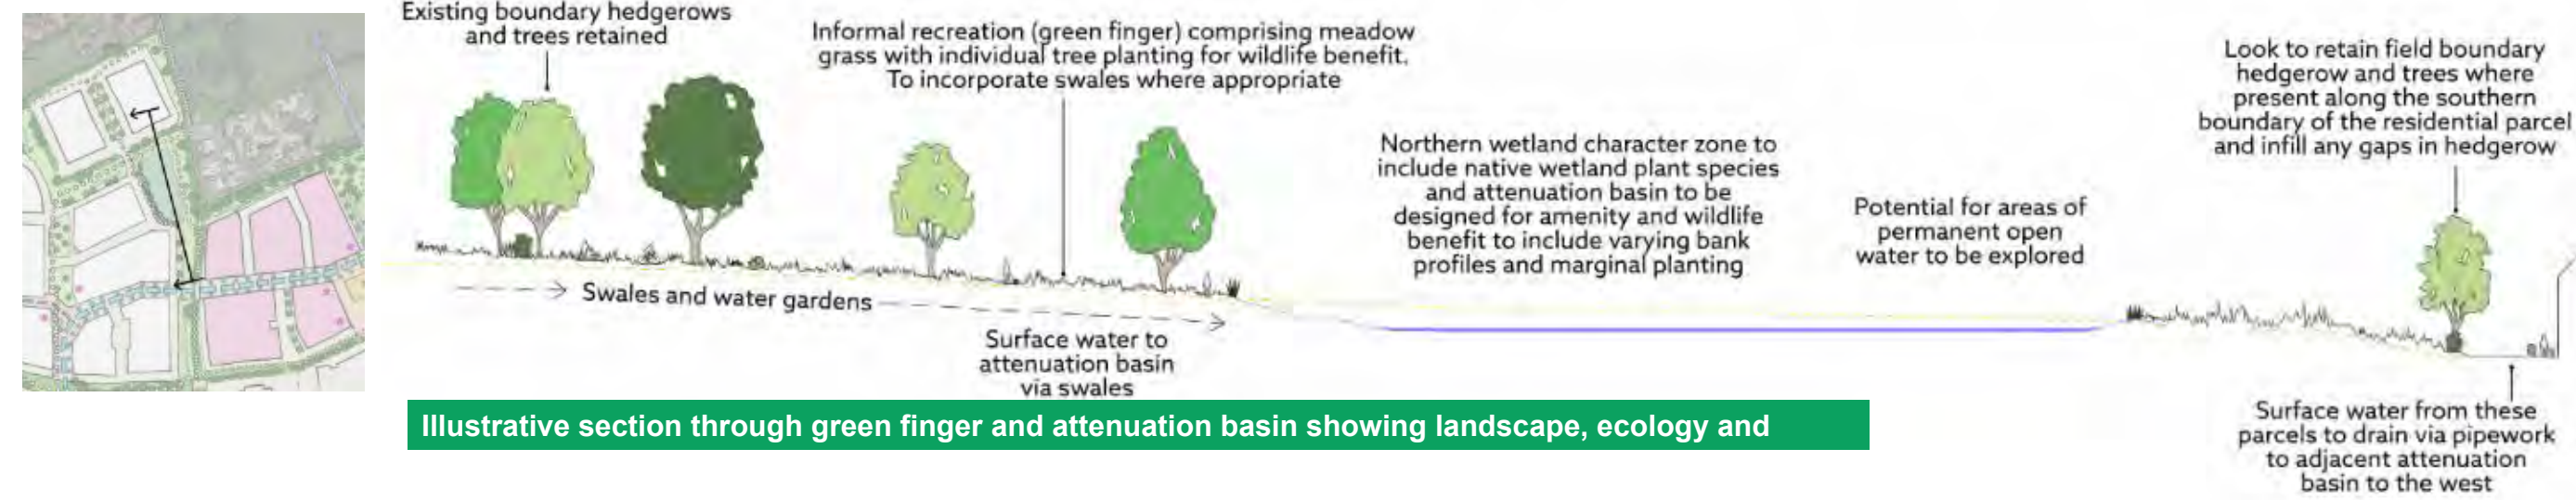 Existing boundary hedgerows
and trees retained
Informal recreation (green finger) comprising meadow
grass with individual tree planting for wildlife benefit.
To incorporate swales where appropriate
Northern wetland character zone to
include native wetland plant species
and attenuation basin to be
designed for amenity and wildlife
benefit to include varying bank
profiles and marginal planting
Potential for areas of
permanent open
water to be explored
Look to retain field boundary
hedgerow and trees where
present along the southern
boundary of the residential parcel
and infill any gaps in hedgerow
Swales and water gardens
Surface water to
attenuation basin
via swales
Surface water from these
parcels to drain via pipework
to adjacent attenuation
basin to the west
Illustrative section through green finger and attenuation basin showing landscape, ecology and